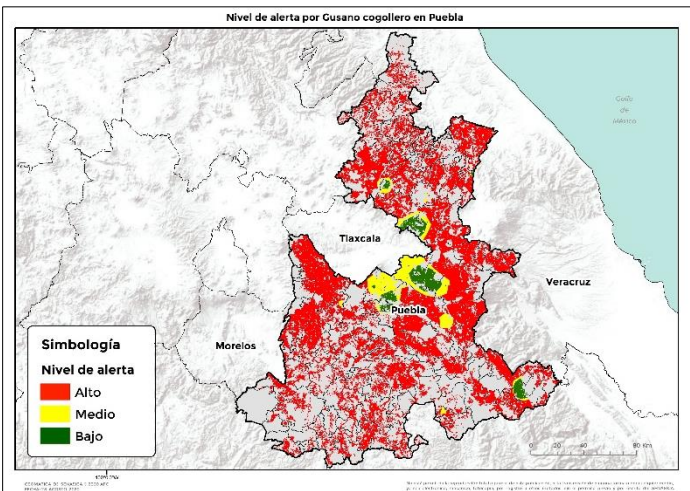 Nivel de alerta por Gusano cogollero en Puebla
Golfo
de
México
Tlaxcala
Veracruz
Puebla
Morelos
Simbología
Nivel de alerta
Alto
Medio
Bajo
0 20 40 80 Km